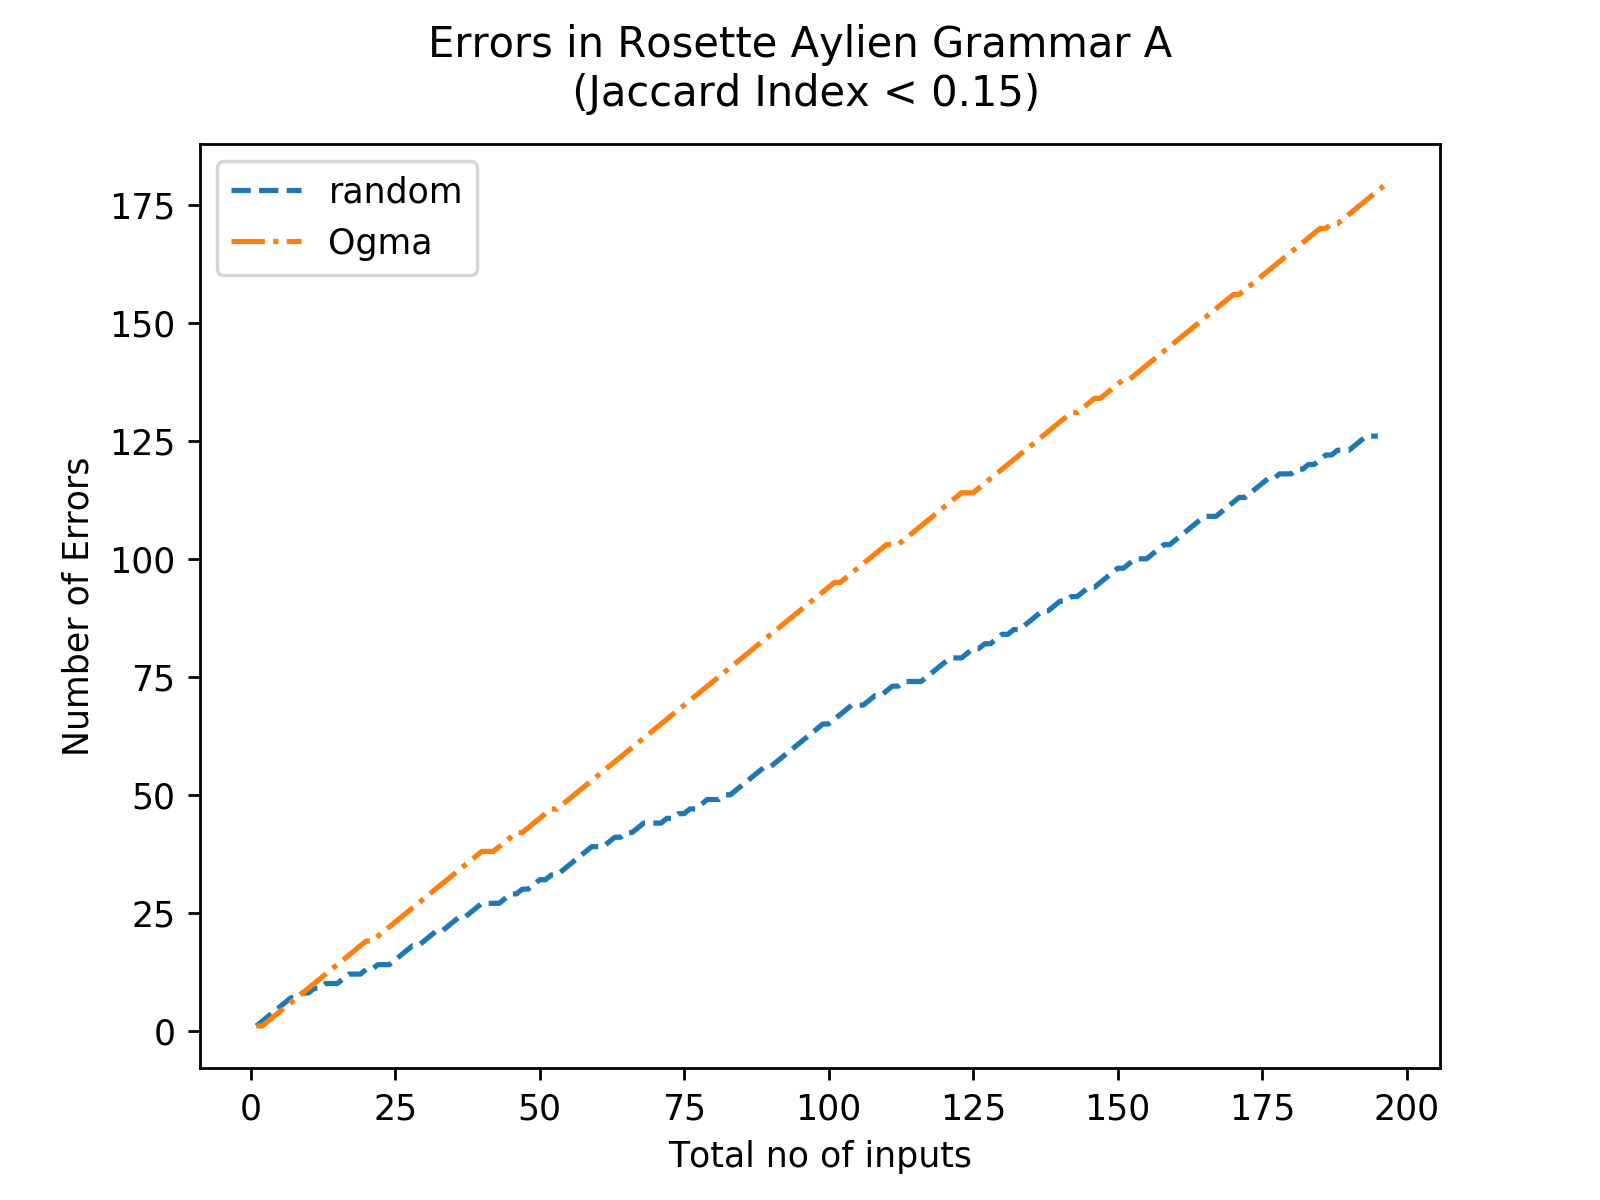 Errors in Rosette Aylien Grammar A
(Jaccard Index < 0.15)
random
Ogma
175
150
125
100
75
50
25
0
Number of Errors
0 25 50 75 100 125 150 175 200
Total no of inputs